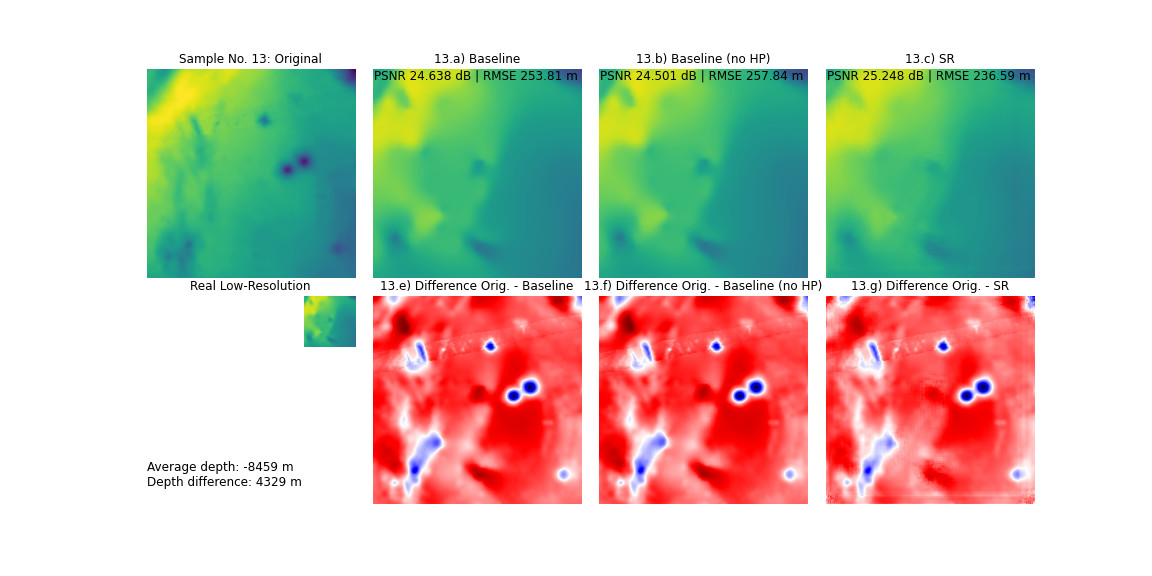 Sample No. 13: Original
13.a) Baseline
13.b) Baseline (no HP)
13.c) SR
PSNR 24.638 dB | RMSE 253.81 m
PSNR 24.501 dB | RMSE 257.84 m
PSNR 25.248 dB | RMSE 236.59 m
Real Low-Resolution
13.e) Difference Orig. - Baseline
13.f) Difference Orig. - Baseline (no HP)
13.g) Difference Orig. - SR
Average depth: -8459 m
Depth difference: 4329 m